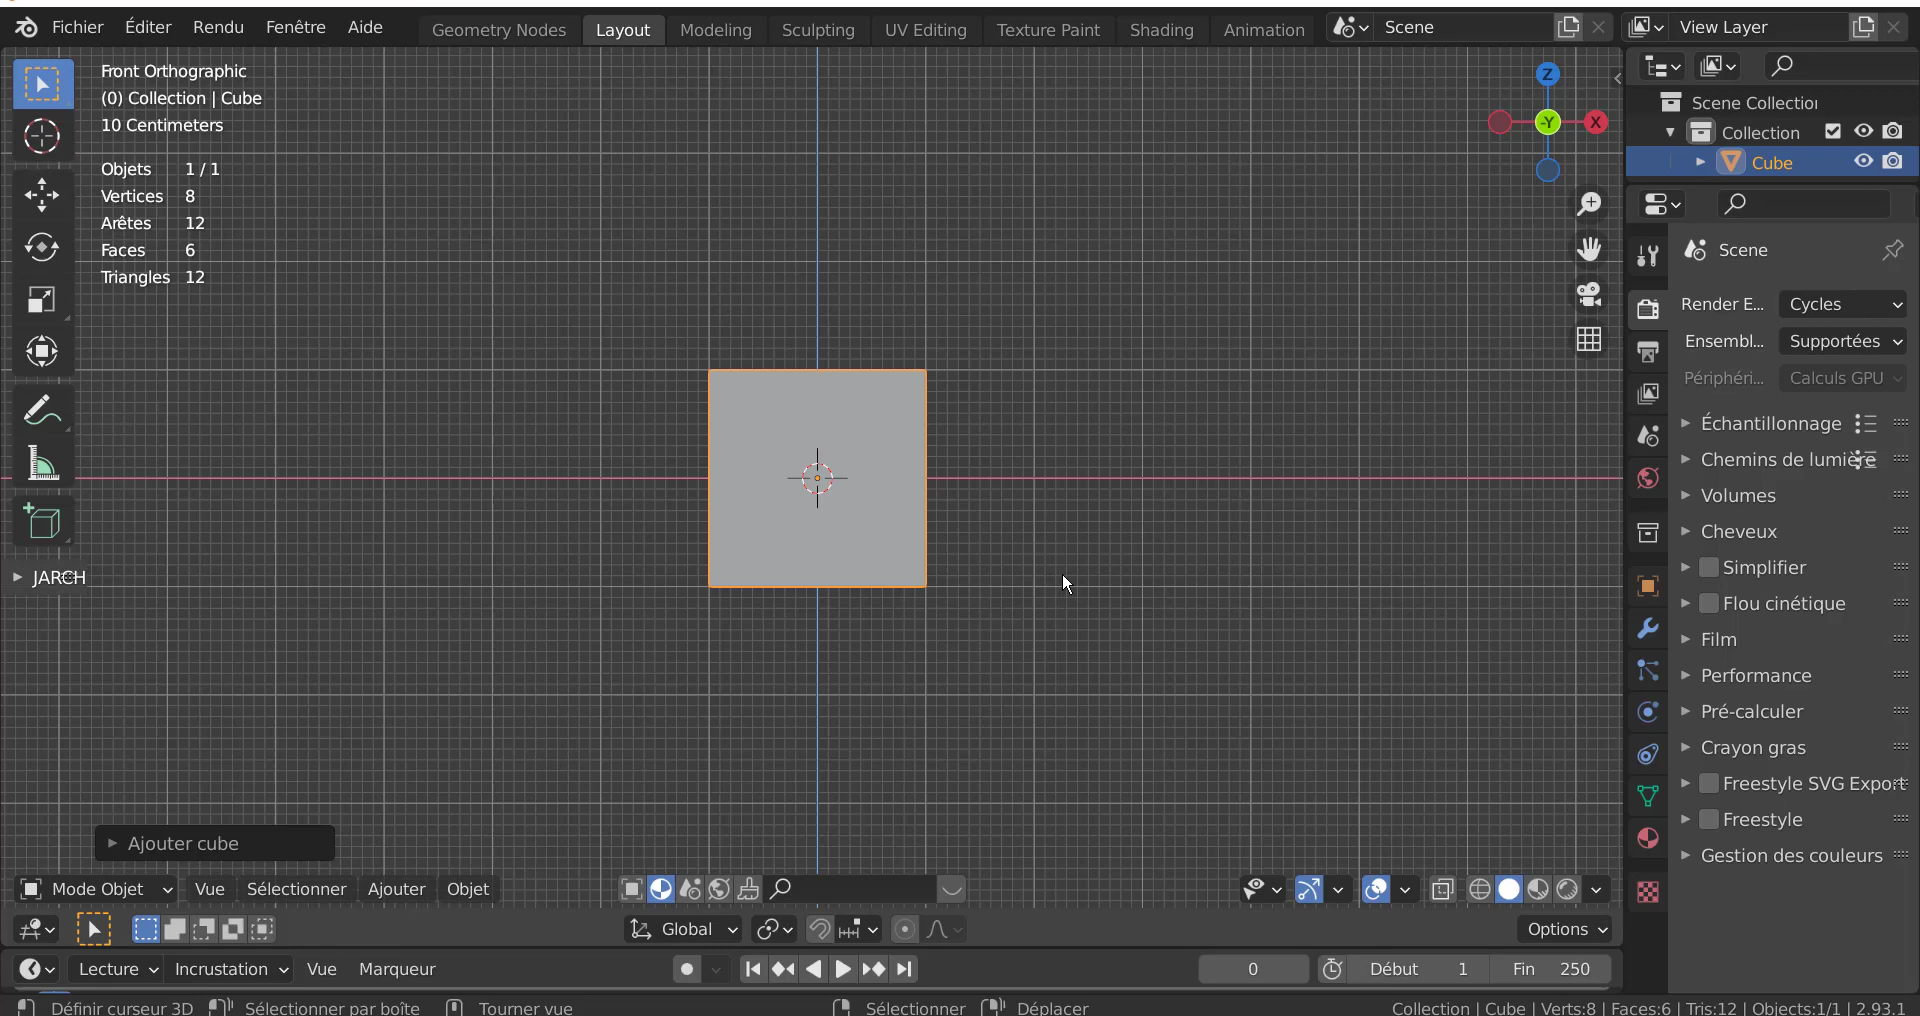 Fichier Éditer Rendu Fenêtre Aide Geometry Nodes Layout Modeling Sculpting UV Editing Texture Paint Shading Animation Scene View Layer
Front Orthographic
(0) Collection | Cube
10 Centimeters
Objets 1 / 1
Vertices 8
Arêtes 12
Faces 6
Triangles 12
Z
-Y
X
JARCH
Ajouter cube
Scene Collection
Collection
Cube
Scene
Render E... Cycles
Ensembl... Supportées
Périphéri... Calculs GPU
Échantillonnage
Chemins de lumière
Volumes
Cheveux
Simplifier
Flou cinétique
Film
Performance
Pré-calculer
Crayon gras
Freestyle SVG Export
Freestyle
Gestion des couleurs
Mode Objet Vue Sélectionner Ajouter Objet
Global Options
Lecture Incrustation Vue Marqueur 0 Début 1 Fin 250
Définir curseur 3D Sélectionner par boîte Tourner vue Sélectionner Déplacer Collection | Cube | Verts:8 | Faces:6 | Tris:12 | Objects:1/1 | 2.93.1